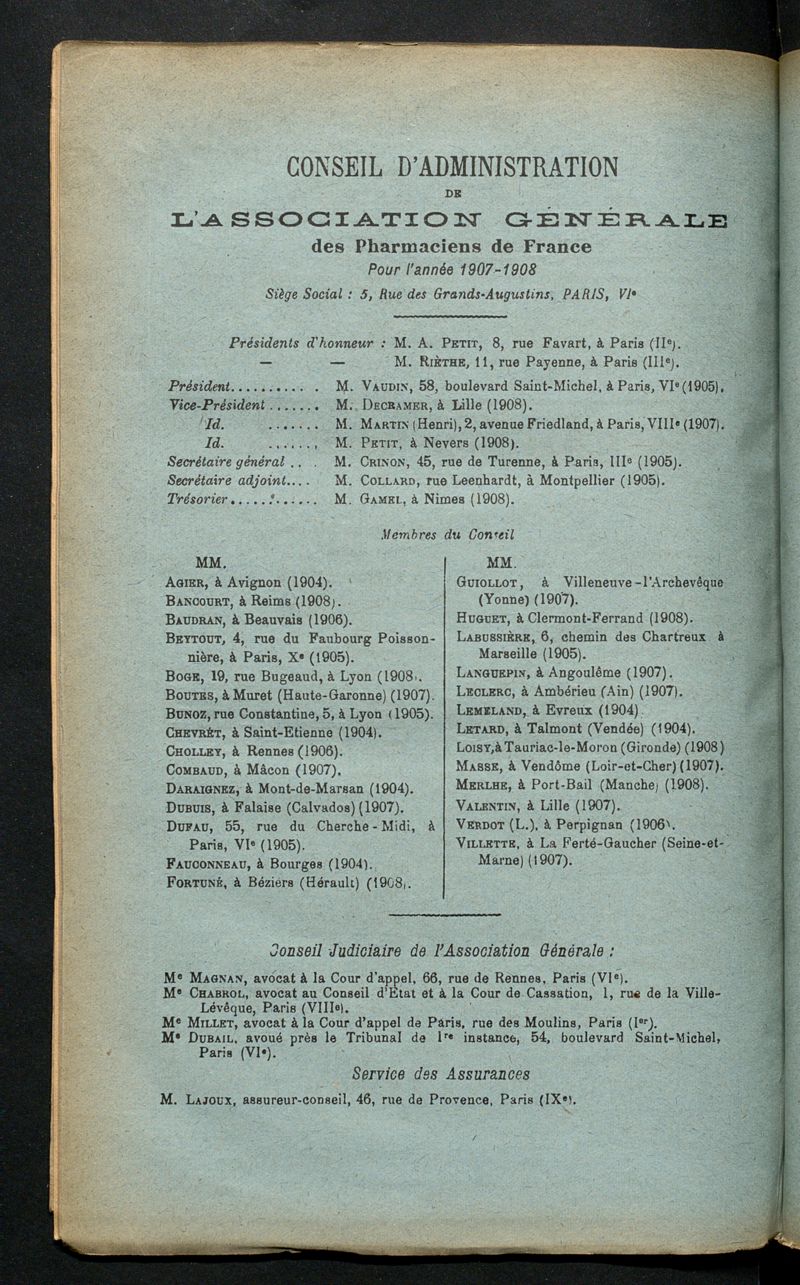 CONSEIL D'ADMINISTRATION
DE
L'ASSOCIATION GÉNÉRALE
des Pharmaciens de France
Pour l'année 1907-1908
Siège Social : 5, Rue des Grands-Augustins, PARIS, VIe
Présidents d'honneur : M. A. PETIT, 8, rue Favart, à Paris (IIe).
— — M. RIÈTHE, 11, rue Payenne, à Paris (IIIe).
Président........... M. VAUDIN, 58, boulevard Saint-Michel, à Paris, VIe (1905).
Vice-Président ....... M. DECRAMER, à Lille (1908).
Id. ....... M. MARTIN (Henri), 2, avenue Friedland, à Paris, VIIIe (1907).
Id. ....... M. PETIT, à Nevers (1908).
Secrétaire général ... M. CRINON, 45, rue de Turenne, à Paris, IIIe (1905).
Secrétaire adjoint.... M. COLLARD, rue Leenhardt, à Montpellier (1905).
Trésorier............ M. GAMEL, à Nimes (1908).
Membres du Conseil
MM.
AGIER, à Avignon (1904).
BANCOURT, à Reims (1908).
BAUDRAN, à Beauvais (1906).
BEYTOUT, 4, rue du Faubourg Poisson-
nière, à Paris, Xe (1905).
BOGE, 19, rue Bugeaud, à Lyon (1908).
BOUTES, à Muret (Haute-Garonne) (1907).
BUNOZ, rue Constantine, 5, à Lyon (1905).
CHEVRÊT, à Saint-Etienne (1904).
CHOLLEY, à Rennes (1906).
COMBAUD, à Mâcon (1907).
DARAIGNEZ, à Mont-de-Marsan (1904).
DUBUIS, à Falaise (Calvados) (1907).
DUFAU, 55, rue du Cherche-Midi, à
Paris, VIe (1905).
FAUCONNEAU, à Bourges (1904).
FORTUNÉ, à Béziers (Hérault) (1908).
MM.
GUIOLLOT, à Villeneuve-l'Archevêque
(Yonne) (1907).
HUGUET, à Clermont-Ferrand (1908).
LABUSSIÈRE, 6, chemin des Chartreux à
Marseille (1905).
LANGUEPIN, à Angoulême (1907).
LECLERC, à Ambérieu (Ain) (1907).
LEMELAND, à Evreux (1904).
LETARD, à Talmont (Vendée) (1904).
LOISY, à Tauriac-le-Moron (Gironde) (1908)
MASSE, à Vendôme (Loir-et-Cher) (1907).
MERLHE, à Port-Bail (Manche) (1908).
VALENTIN, à Lille (1907).
VERDOT (L.), à Perpignan (1906).
VILLETTE, à La Ferté-Gaucher (Seine-et-
Marne) (1907).
Conseil Judiciaire de l'Association Générale :
Me MAGNAN, avocat à la Cour d'appel, 66, rue de Rennes, Paris (VIe).
Me CHABROL, avocat au Conseil d'Etat et à la Cour de Cassation, 1, rue de la Ville-
Lévêque, Paris (VIIIe).
Me MILLET, avocat à la Cour d'appel de Paris, rue des Moulins, Paris (Ier).
Me DUBAIL, avoué près le Tribunal de 1re instance, 54, boulevard Saint-Michel,
Paris (VIe).
Service des Assurances
M. LAJOUX, assureur-conseil, 46, rue de Provence, Paris (IXe).